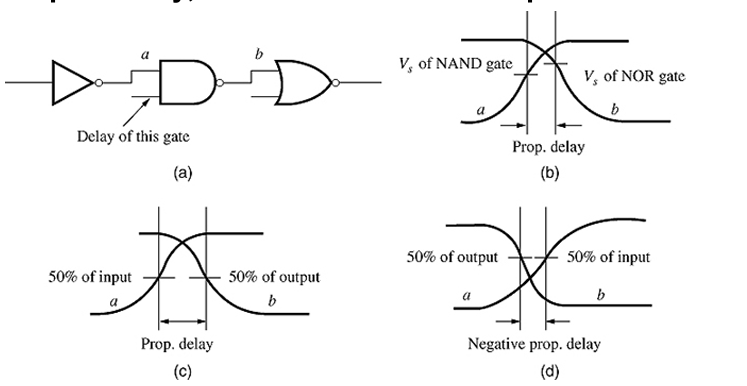 a
b
Delay of this gate
(a)
V_s of NAND gate
V_s of NOR gate
a
b
Prop. delay
(b)
50% of input
50% of output
a
b
Prop. delay
(c)
50% of output
50% of input
a
b
Negative prop. delay
(d)